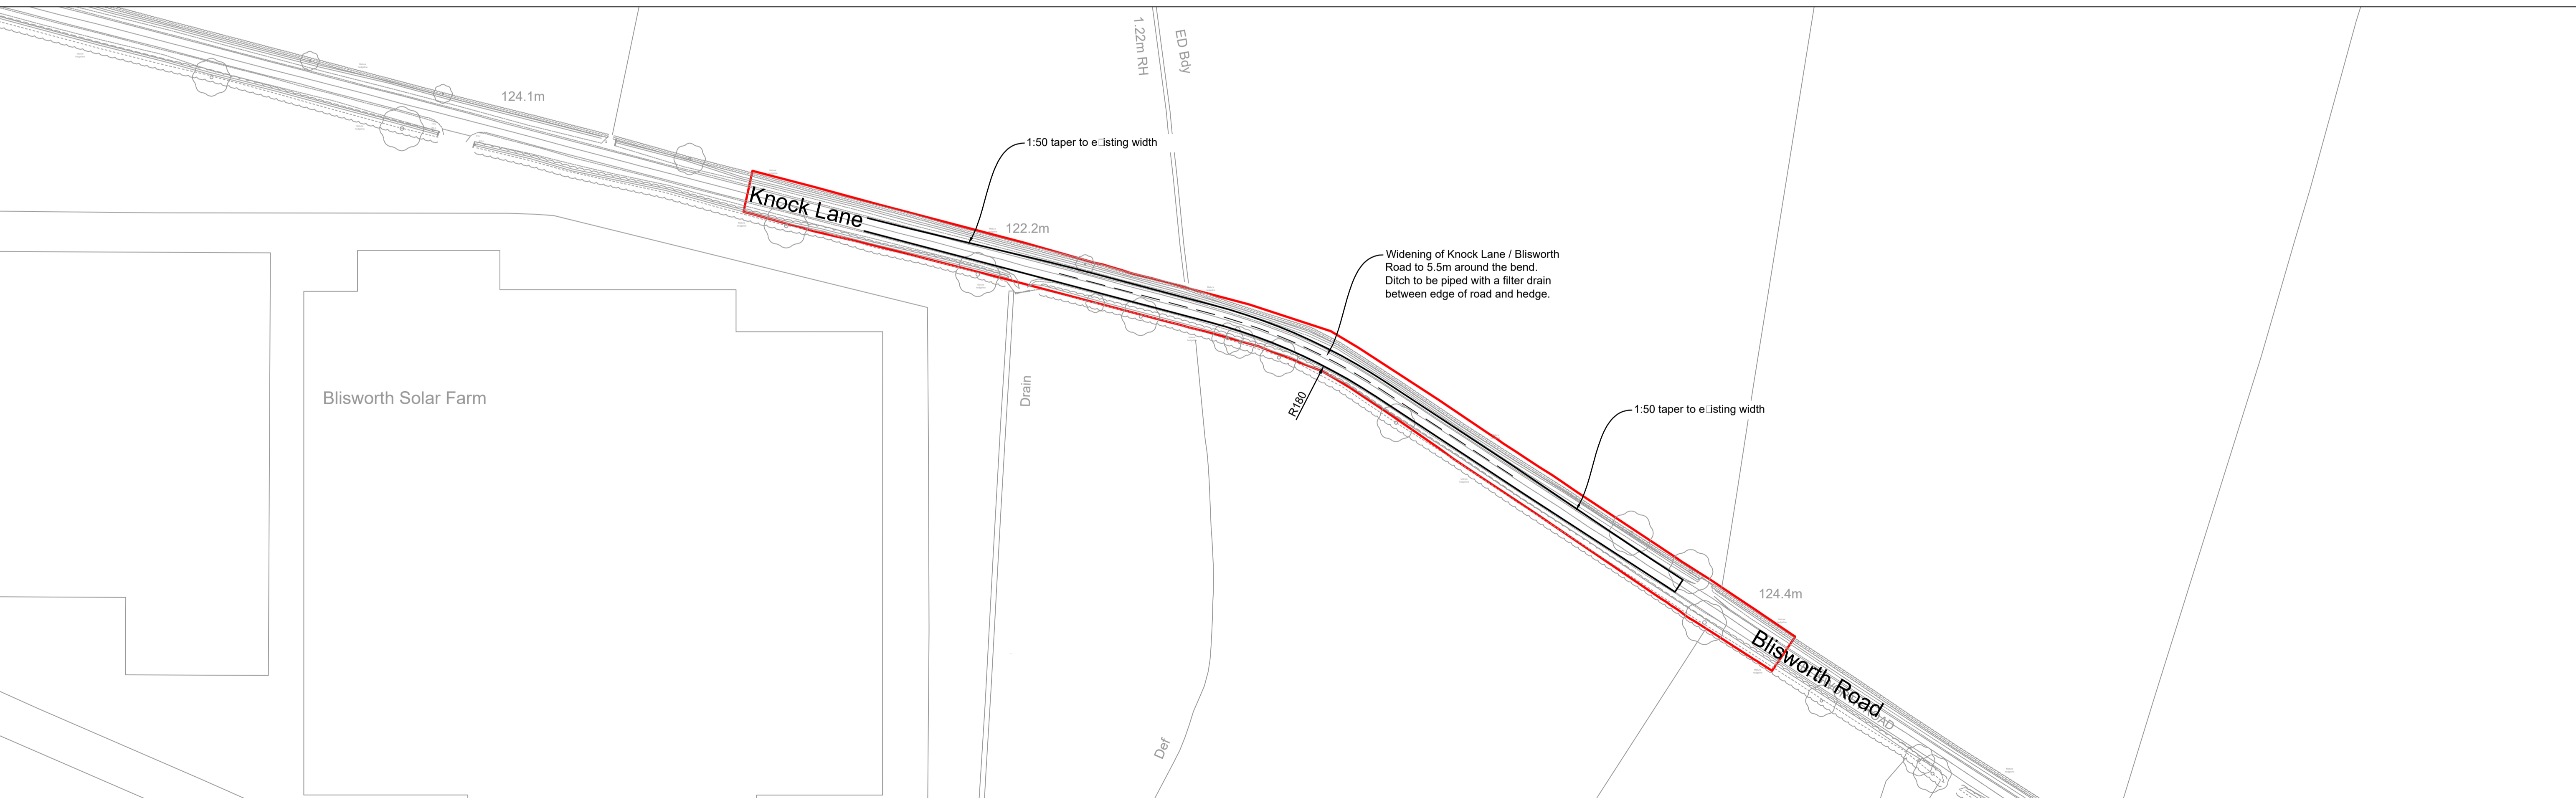 1.22m RH
ED Bdy
124.1m
1:50 taper to e□isting width
Knock Lane
122.2m
Widening of Knock Lane / Blisworth
Road to 5.5m around the bend.
Ditch to be piped with a filter drain
between edge of road and hedge.
Blisworth Solar Farm
Drain
R180
1:50 taper to e□isting width
124.4m
Blisworth Road
Def